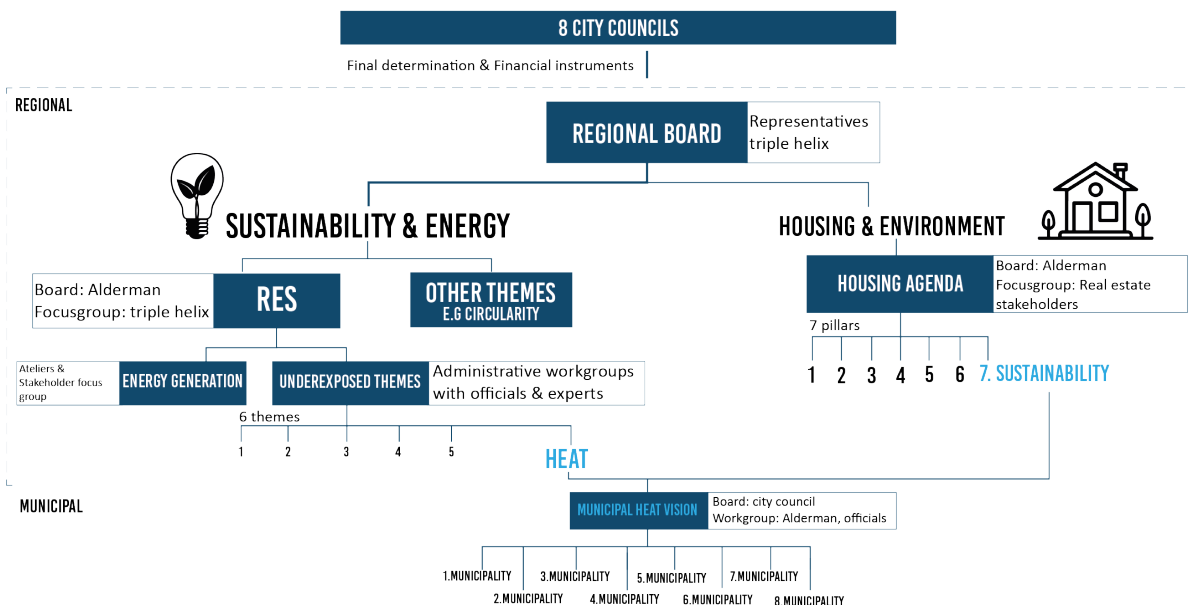 8 CITY COUNCILS
Final determination & Financial instruments
REGIONAL
REGIONAL BOARD
Representatives
triple helix
SUSTAINABILITY & ENERGY
HOUSING & ENVIRONMENT
Board: Alderman
Focusgroup: triple helix
RES
OTHER THEMES
E.G CIRCULARITY
HOUSING AGENDA
Board: Alderman
Focusgroup: Real estate
stakeholders
7 pillars
1 2 3 4 5 6 7. SUSTAINABILITY
Ateliers &
Stakeholder focus
group
ENERGY GENERATION
UNDEREXPOSED THEMES
Administrative workgroups
with officials & experts
6 themes
1 2 3 4 5
HEAT
MUNICIPAL
MUNICIPAL HEAT VISION
Board: city council
Workgroup: Alderman, officials
1.MUNICIPALITY 3.MUNICIPALITY 5.MUNICIPALITY 7.MUNICIPALITY
2.MUNICIPALITY 4.MUNICIPALITY 6.MUNICIPALITY 8.MUNICIPALITY